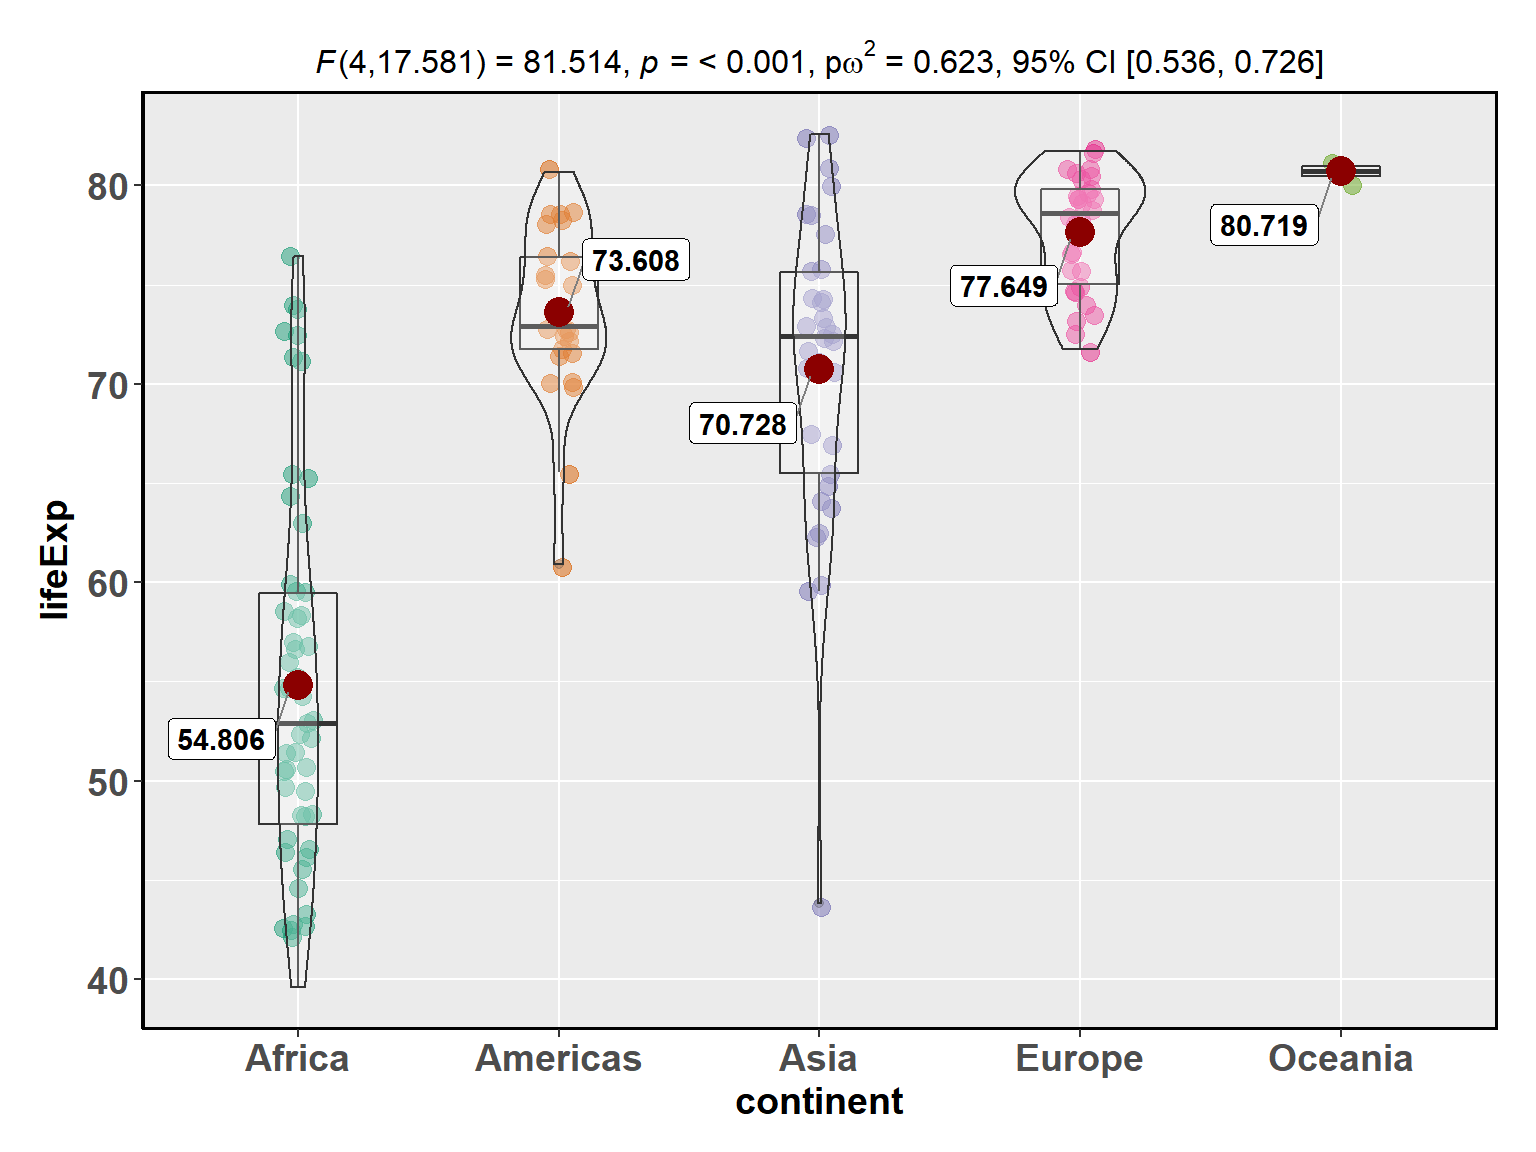 F(4,17.581) = 81.514, p = < 0.001, pω² = 0.623, 95% CI [0.536, 0.726]
lifeExp
80
70
60
50
40
54.806
73.608
70.728
77.649
80.719
Africa Americas Asia Europe Oceania
continent